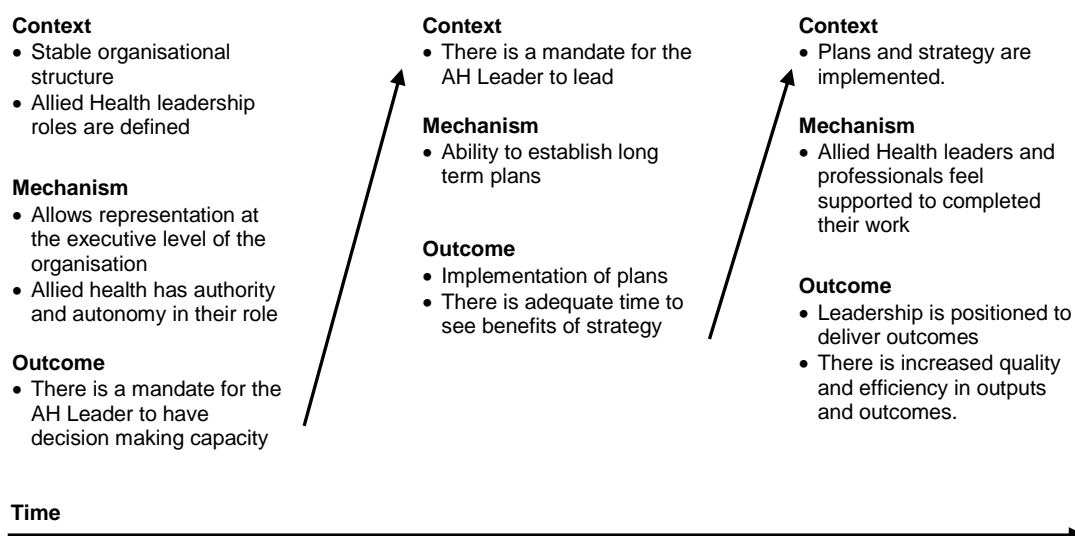 Context
• Stable organisational
structure
• Allied Health leadership
roles are defined
Mechanism
• Allows representation at
the executive level of the
organisation
• Allied health has authority
and autonomy in their role
Outcome
• There is a mandate for the
AH Leader to have
decision making capacity
Context
• There is a mandate for the
AH Leader to lead
Mechanism
• Ability to establish long
term plans
Outcome
• Implementation of plans
• There is adequate time to
see benefits of strategy
Context
• Plans and strategy are
implemented.
Mechanism
• Allied Health leaders and
professionals feel
supported to completed
their work
Outcome
• Leadership is positioned to
deliver outcomes
• There is increased quality
and efficiency in outputs
and outcomes.
Time